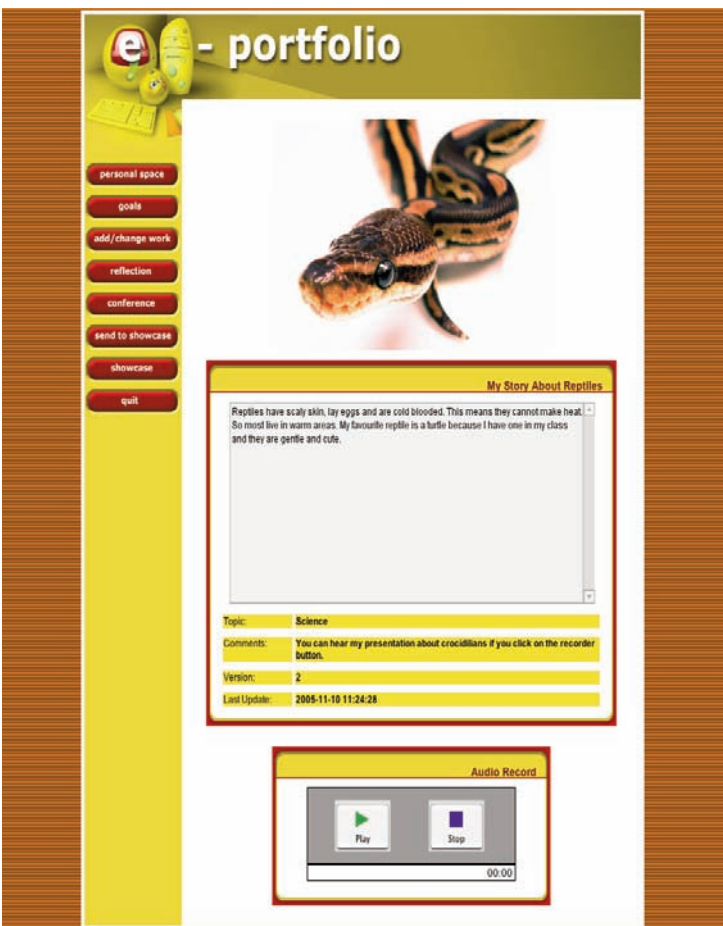 e - portfolio
personal space
goals
add/change work
reflection
conference
send to showcase
showcase
quit
My Story About Reptiles
Reptiles have scaly skin, lay eggs and are cold blooded. This means they cannot make heat.
So most live in warm areas. My favourite reptile is a turtle because I have one in my class
and they are gentle and cute.
Topic: Science
Comments: You can hear my presentation about crocidilians if you click on the recorder
button.
Version: 2
Last Update: 2005-11-10 11:24:28
Audio Record
Play Stop
00:00